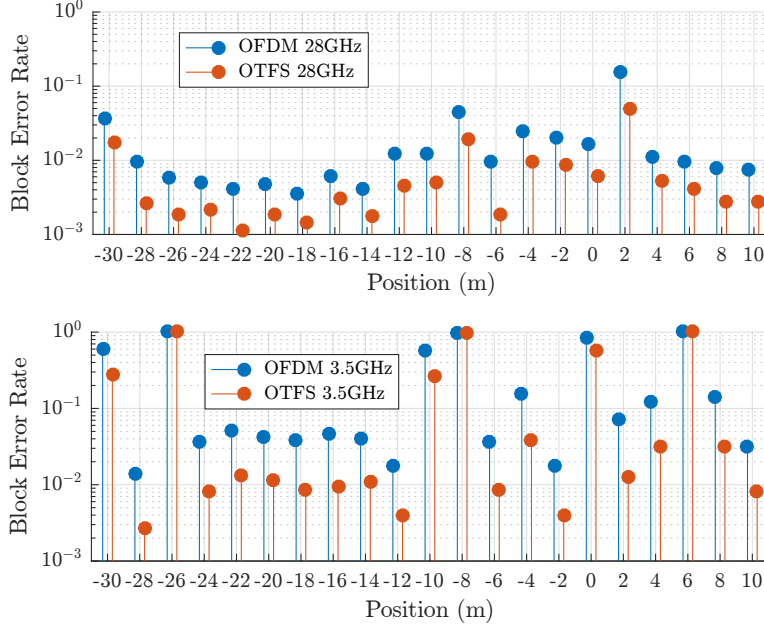 10^0
10^-1
10^-2
10^-3
Block Error Rate
OFDM 28GHz
OTFS 28GHz
-30 -28 -26 -24 -22 -20 -18 -16 -14 -12 -10 -8 -6 -4 -2 0 2 4 6 8 10
Position (m)
10^0
10^-1
10^-2
10^-3
Block Error Rate
OFDM 3.5GHz
OTFS 3.5GHz
-30 -28 -26 -24 -22 -20 -18 -16 -14 -12 -10 -8 -6 -4 -2 0 2 4 6 8 10
Position (m)